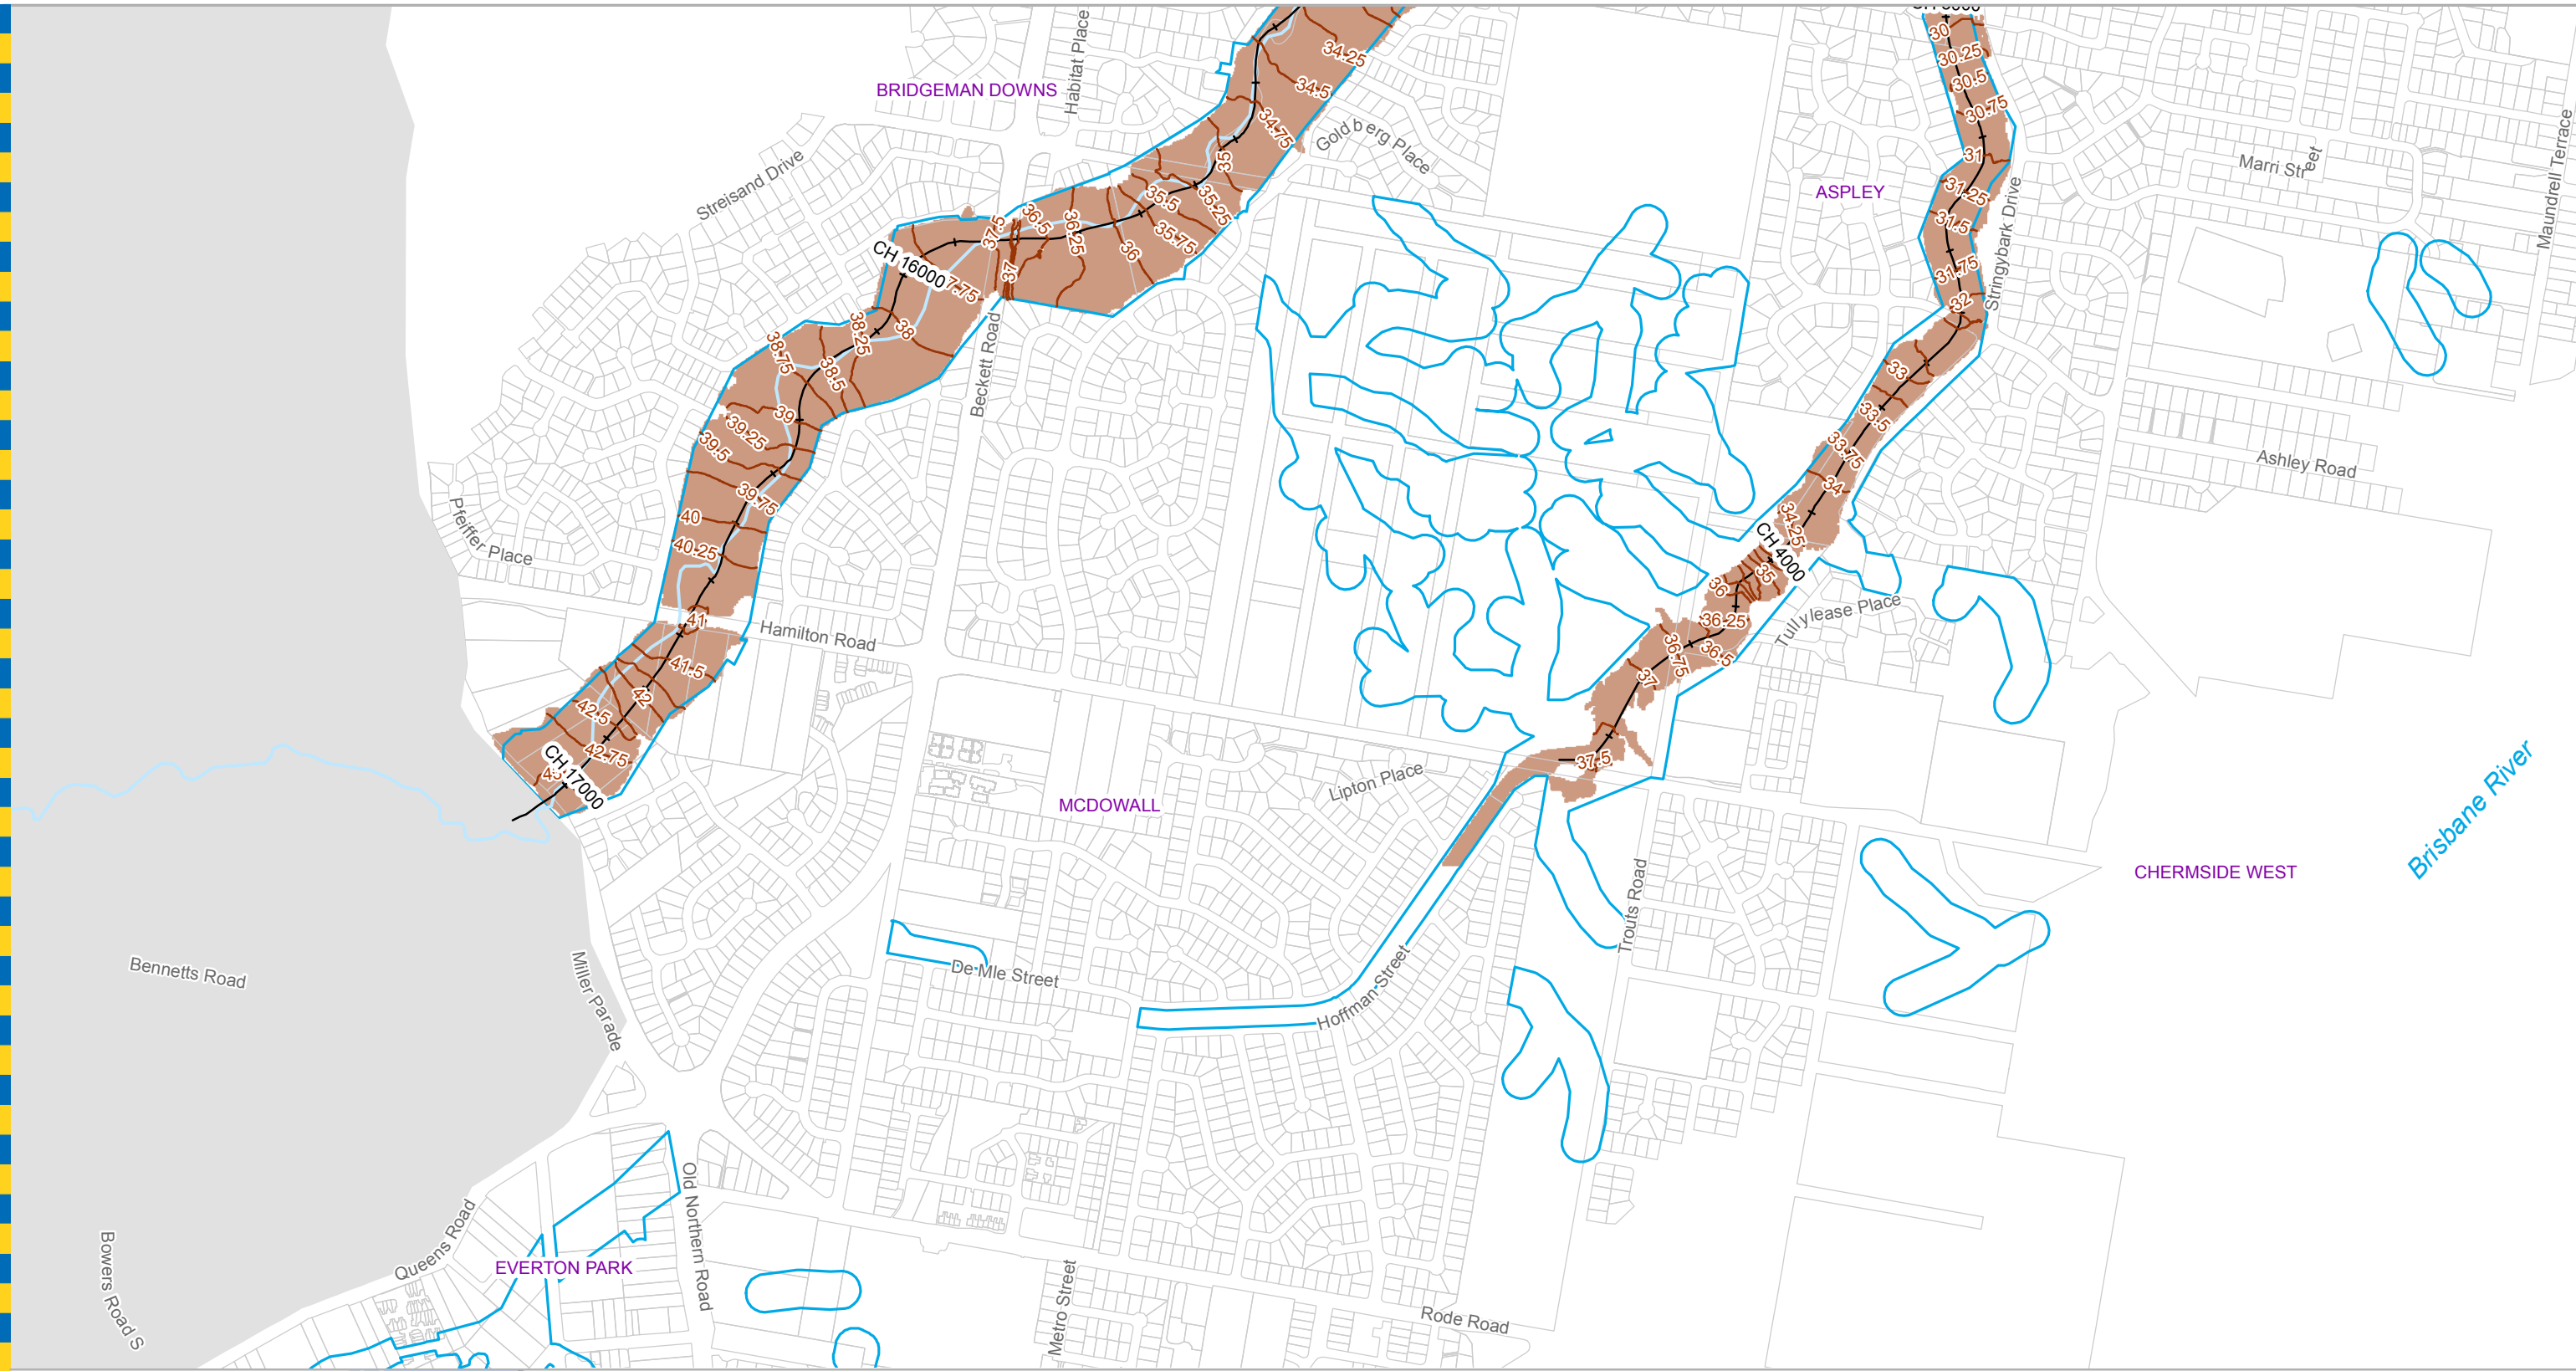 30
30.25
34.25
BRIDGEMAN DOWNS
Habitat Place
34.5
30.5
30.75
34.75
Goldberg Place
Marri Street
Maundrell Terrace
35
31
Streisand Drive
ASPLEY
31.25
35.5
35.25
31.5
Stringybark Drive
37.5
36.5
36.25
35.75
36
CH 16000
7.75
37
31.75
32
38
38.25
38.75
38.5
Beckett Road
33
33.5
39
39.25
39.5
33.75
Ashley Road
34
39.75
40
34.25
Pfeiffer Place
40.25
CH 4000
35
36
Tullylease Place
41
Hamilton Road
36.25
36.5
36.75
37
41.5
42
42.5
42.75
CH 17000
37.5
Lipton Place
MCDOWALL
Brisbane River
CHERMSIDE WEST
Trouts Road
Bennetts Road
De Mle Street
Miller Parade
Hoffman Street
Old Northern Road
Queens Road
EVERTON PARK
Bowers Road S
Metro Street
Rode Road